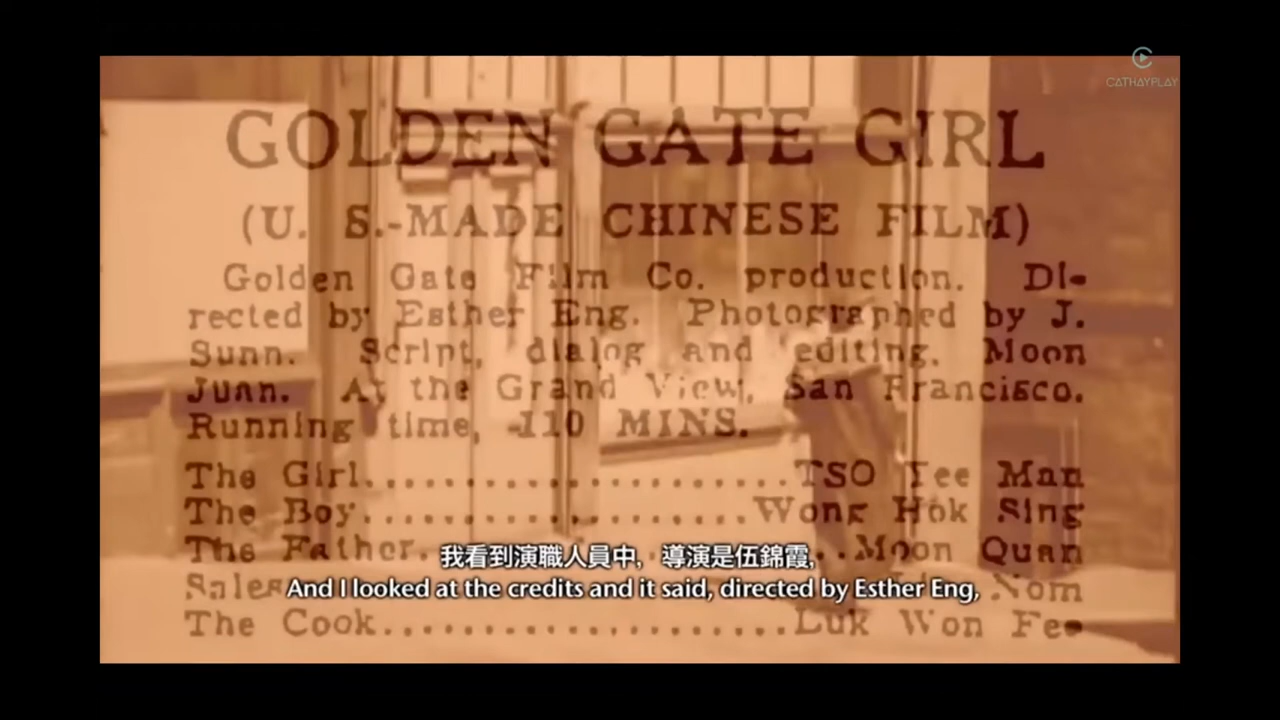 CATHAYPLAY
GOLDEN GATE GIRL
(U. S.-MADE CHINESE FILM)
Golden Gate Film Co. production. Di-
rected by Esther Eng. Photographed by J.
Sunn. Script, dialog and editing. Moon
Juan. At the Grand View, San Francisco.
Running time, 110 MINS.
The Girl......................TSO Yee Man
The Boy....................Wong Hok Sing
The Father. ..Moon Quan
我看到演職人員中，導演是伍錦霞，
Sales Nom
And I looked at the credits and it said, directed by Esther Eng,
The Cook.....................Luk Won Fee